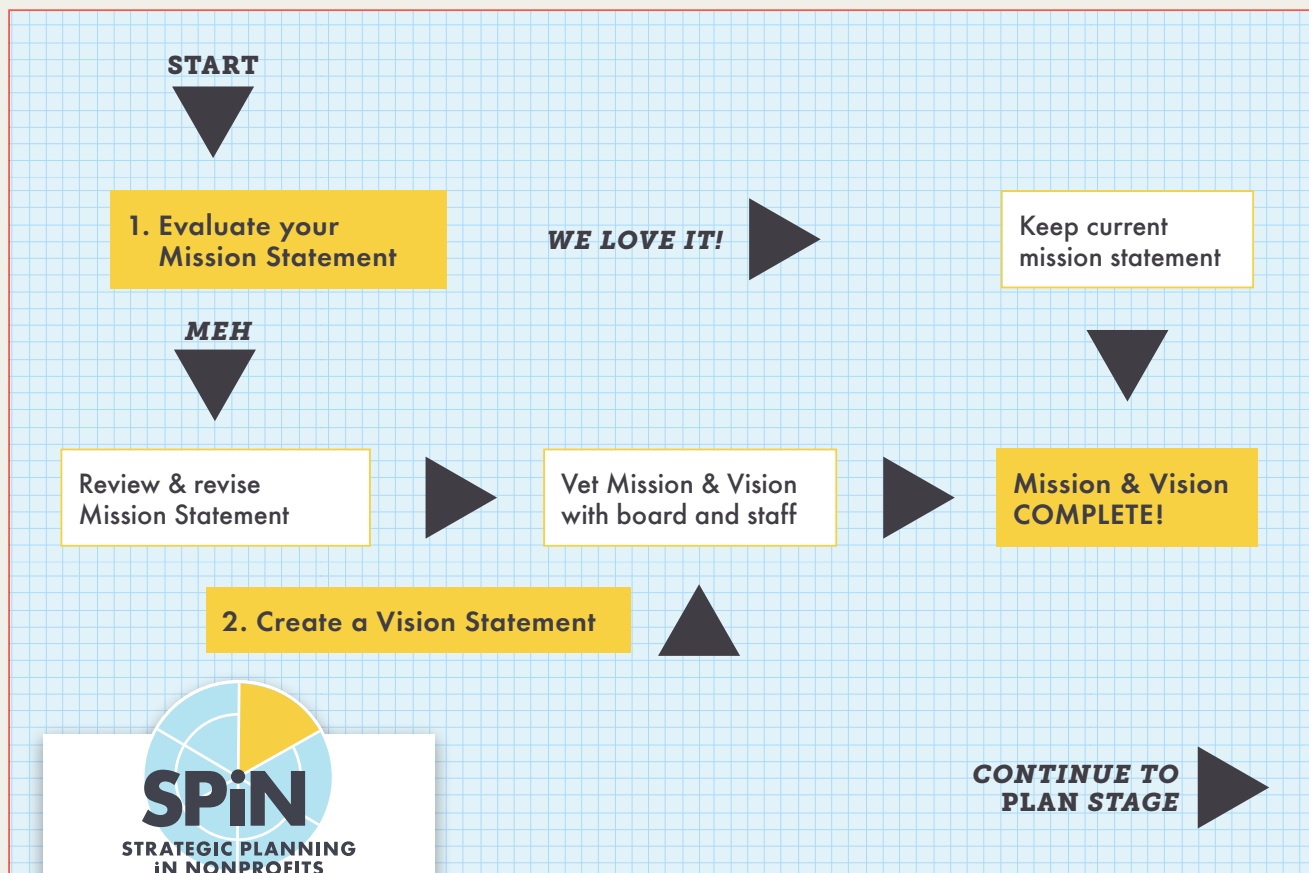 START
1. Evaluate your
Mission Statement
WE LOVE IT!
Keep current
mission statement
MEH
Review & revise
Mission Statement
Vet Mission & Vision
with board and staff
Mission & Vision
COMPLETE!
2. Create a Vision Statement
SPiN
STRATEGIC PLANNING
iN NONPROFITS
CONTINUE TO
PLAN STAGE